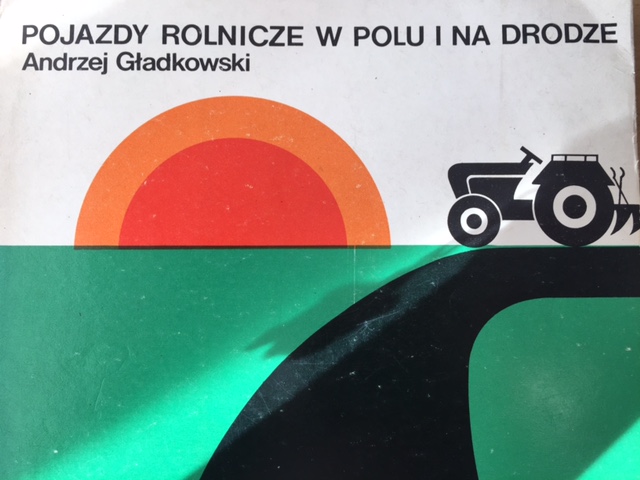 POJAZDY ROLNICZE W POLU I NA DRODZE
Andrzej Gładkowski